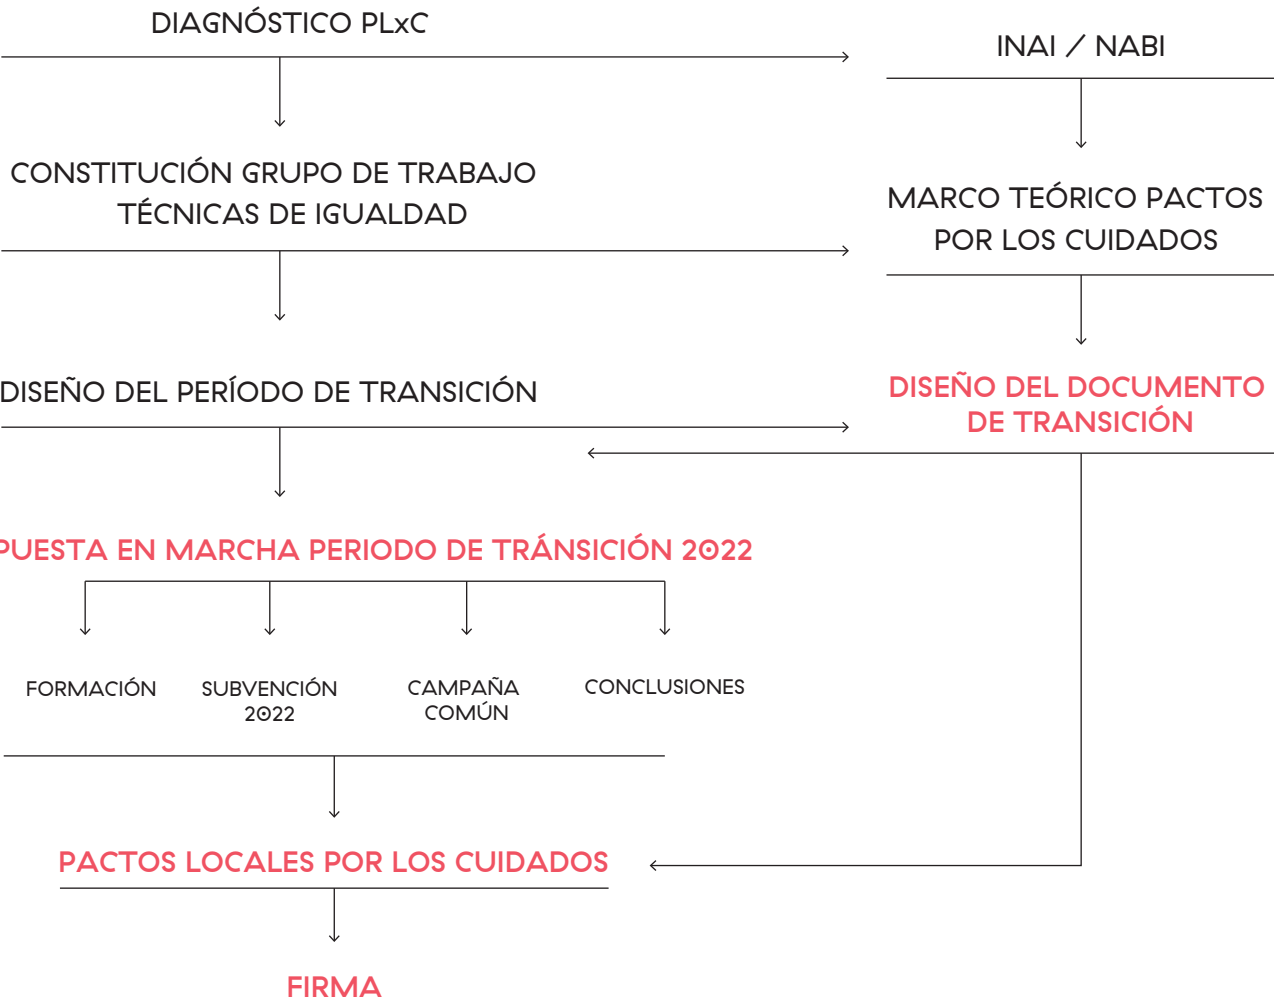 DIAGNÓSTICO PLxC
INAI / NABI
CONSTITUCIÓN GRUPO DE TRABAJO
TÉCNICAS DE IGUALDAD
MARCO TEÓRICO PACTOS
POR LOS CUIDADOS
DISEÑO DEL PERÍODO DE TRANSICIÓN
DISEÑO DEL DOCUMENTO
DE TRANSICIÓN
PUESTA EN MARCHA PERIODO DE TRÁNSICIÓN 2022
FORMACIÓN
SUBVENCIÓN
2022
CAMPAÑA
COMÚN
CONCLUSIONES
PACTOS LOCALES POR LOS CUIDADOS
FIRMA